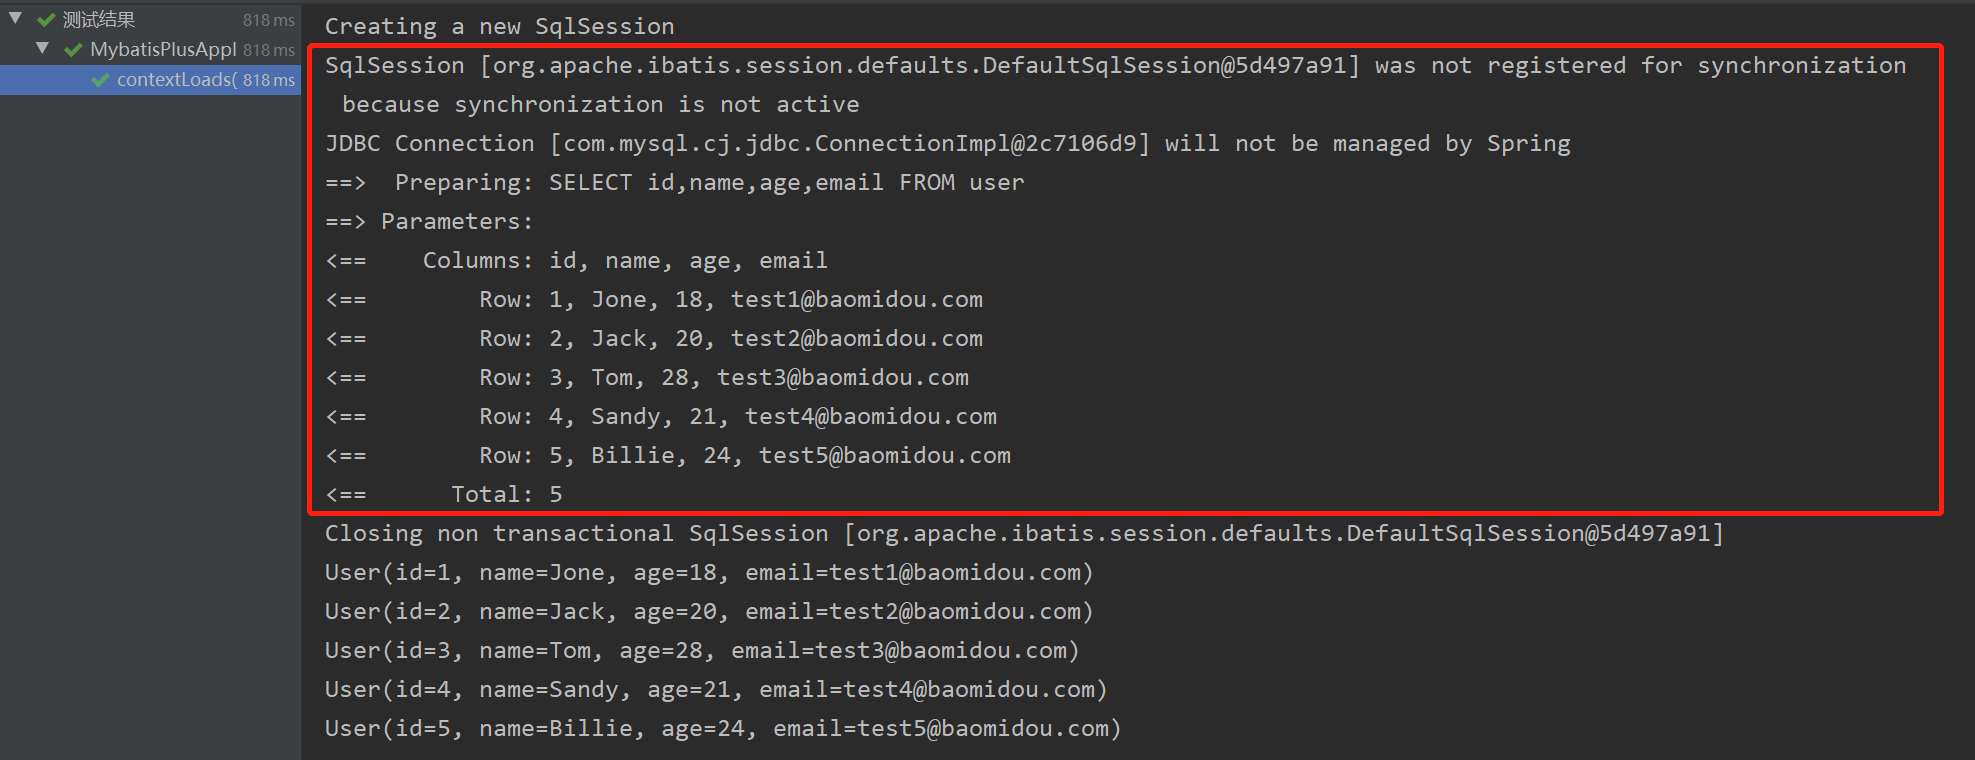 测试结果 818 ms
MybatisPlusAppl 818 ms
contextLoads( 818 ms
Creating a new SqlSession
SqlSession [org.apache.ibatis.session.defaults.DefaultSqlSession@5d497a91] was not registered for synchronization
because synchronization is not active
JDBC Connection [com.mysql.cj.jdbc.ConnectionImpl@2c7106d9] will not be managed by Spring
==>  Preparing: SELECT id,name,age,email FROM user
==> Parameters:
<==    Columns: id, name, age, email
<==        Row: 1, Jone, 18, test1@baomidou.com
<==        Row: 2, Jack, 20, test2@baomidou.com
<==        Row: 3, Tom, 28, test3@baomidou.com
<==        Row: 4, Sandy, 21, test4@baomidou.com
<==        Row: 5, Billie, 24, test5@baomidou.com
<==      Total: 5
Closing non transactional SqlSession [org.apache.ibatis.session.defaults.DefaultSqlSession@5d497a91]
User(id=1, name=Jone, age=18, email=test1@baomidou.com)
User(id=2, name=Jack, age=20, email=test2@baomidou.com)
User(id=3, name=Tom, age=28, email=test3@baomidou.com)
User(id=4, name=Sandy, age=21, email=test4@baomidou.com)
User(id=5, name=Billie, age=24, email=test5@baomidou.com)